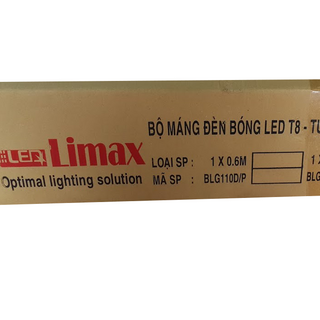 BỘ MÁNG ĐÈN BÓNG LED T8 -
LED Limax
LOẠI SP : 1 X 0.6M
Optimal lighting solution
MÃ SP : BLG110D/P BLG